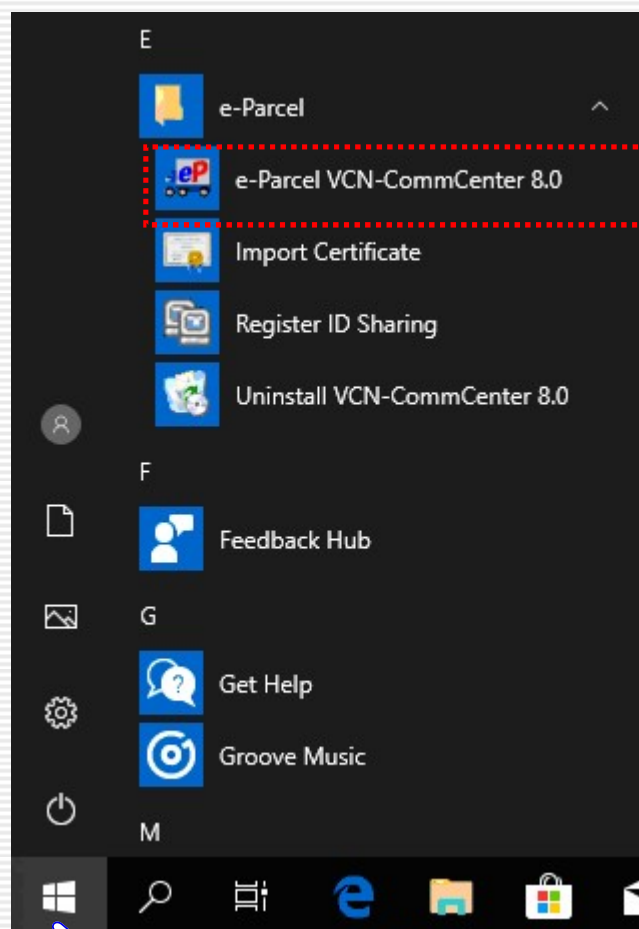 E
e-Parcel
eP
e-Parcel VCN-CommCenter 8.0
Import Certificate
Register ID Sharing
Uninstall VCN-CommCenter 8.0
F
Feedback Hub
G
?
Get Help
Groove Music
M